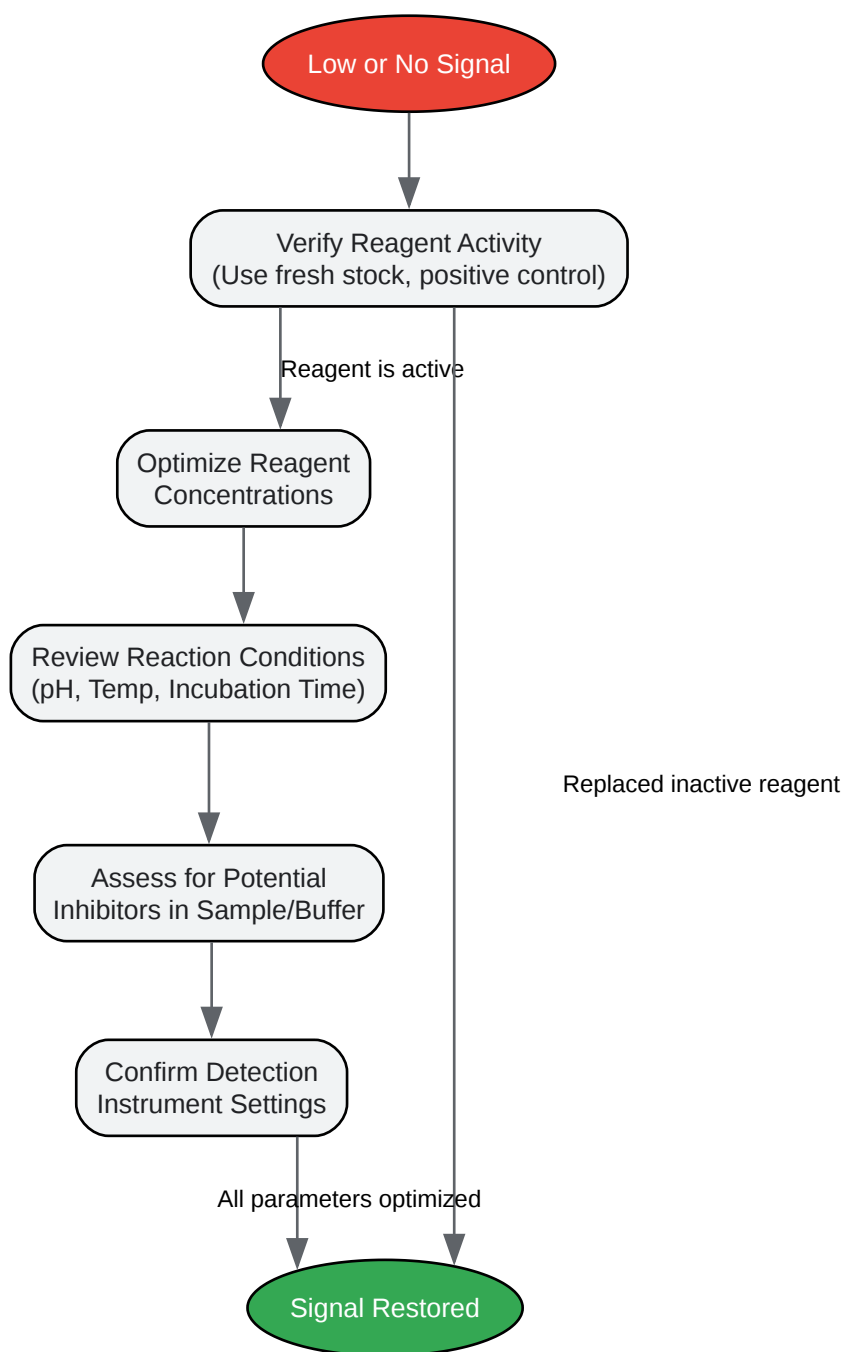 Low or No Signal
Verify Reagent Activity
(Use fresh stock, positive control)
Reagent is active
Optimize Reagent
Concentrations
Review Reaction Conditions
(pH, Temp, Incubation Time)
Replaced inactive reagent
Assess for Potential
Inhibitors in Sample/Buffer
Confirm Detection
Instrument Settings
All parameters optimized
Signal Restored